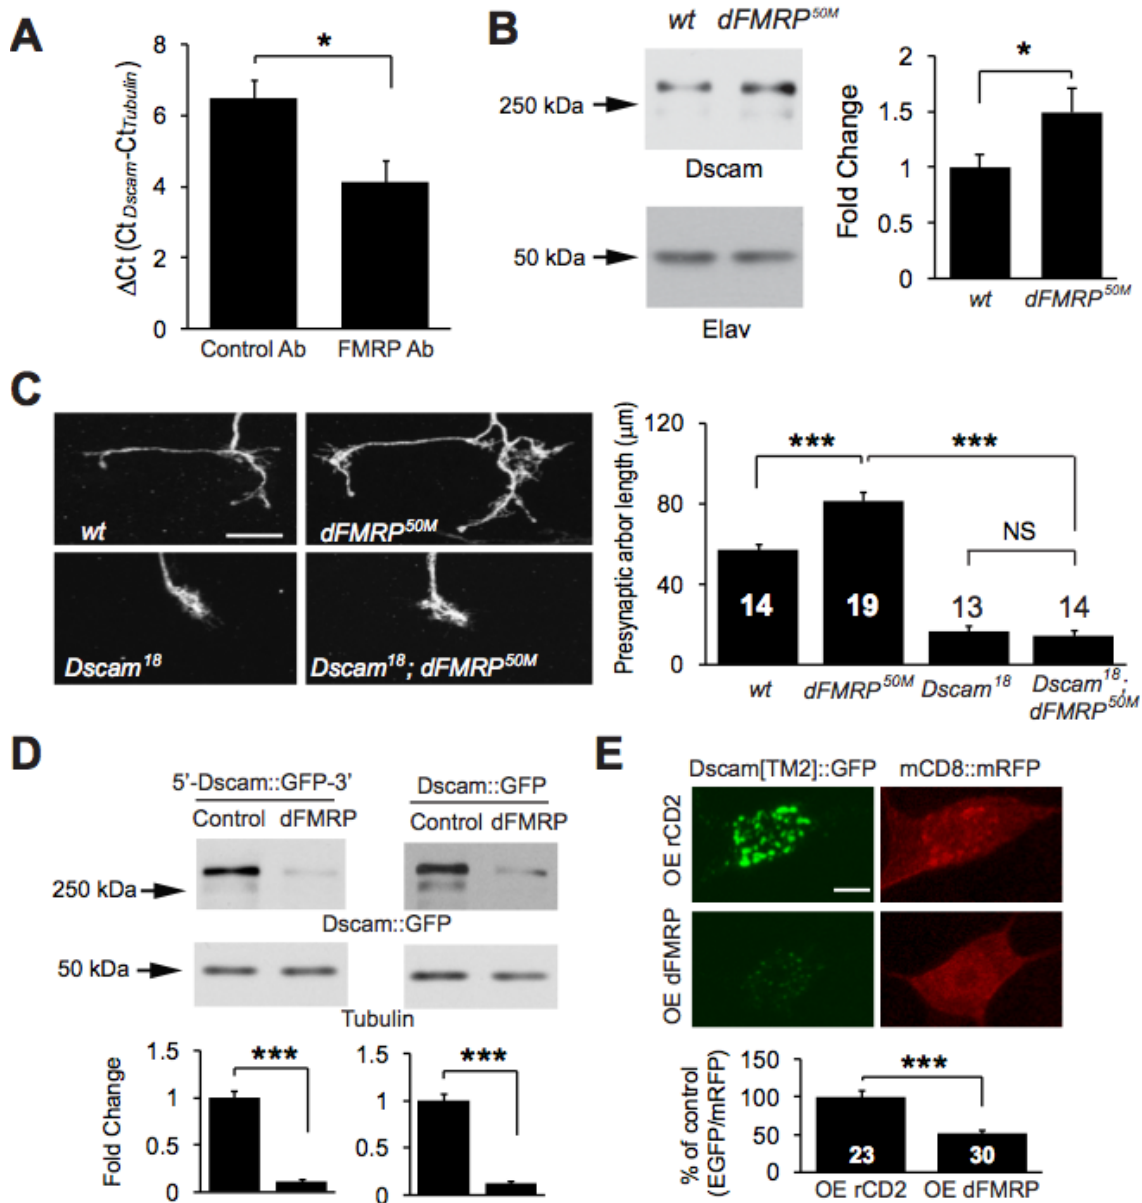 A
*
8
6
4
2
0
ΔCt (Ct Dscam-CtTubulin)
Control Ab
FMRP Ab
B
wt dFMRP50M
250 kDa
Dscam
50 kDa
Elav
*
2
1.5
1
0.5
0
Fold Change
wt
dFMRP50M
C
wt
dFMRP50M
Dscam18
Dscam18; dFMRP50M
120
80
40
0
Presynaptic arbor length (μm)
***
***
NS
14
19
13
14
wt
dFMRP50M
Dscam18
Dscam18;
dFMRP50M
D
5'-Dscam::GFP-3'
Control dFMRP
Dscam::GFP
Control dFMRP
250 kDa
Dscam::GFP
50 kDa
Tubulin
Fold Change
1.5
1
0.5
0
***
1.5
1
0.5
0
***
E
Dscam[TM2]::GFP
mCD8::mRFP
OE rCD2
OE dFMRP
% of control
(EGFP/mRFP)
150
100
50
0
***
23
30
OE rCD2
OE dFMRP